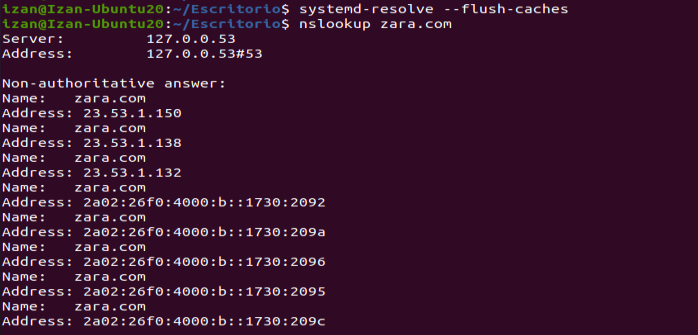 izan@Izan-Ubuntu20:~/Escritorio$ systemd-resolve --flush-caches
izan@Izan-Ubuntu20:~/Escritorio$ nslookup zara.com
Server:         127.0.0.53
Address:        127.0.0.53#53

Non-authoritative answer:
Name:   zara.com
Address: 23.53.1.150
Name:   zara.com
Address: 23.53.1.138
Name:   zara.com
Address: 23.53.1.132
Name:   zara.com
Address: 2a02:26f0:4000:b::1730:2092
Name:   zara.com
Address: 2a02:26f0:4000:b::1730:209a
Name:   zara.com
Address: 2a02:26f0:4000:b::1730:2096
Name:   zara.com
Address: 2a02:26f0:4000:b::1730:2095
Name:   zara.com
Address: 2a02:26f0:4000:b::1730:209c